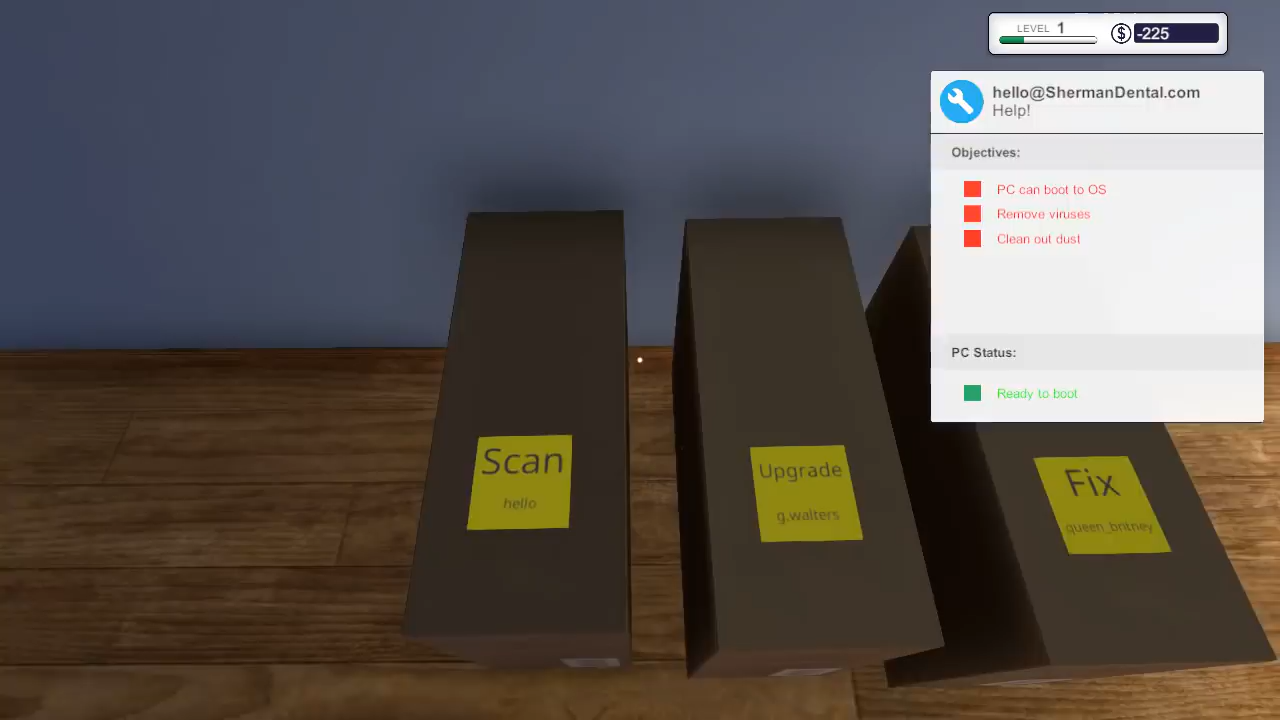 LEVEL 1
$ -225
hello@ShermanDental.com
Help!
Objectives:
PC can boot to OS
Remove viruses
Clean out dust
PC Status:
Ready to boot
Scan
hello
Upgrade
g.walters
Fix
queen_britney